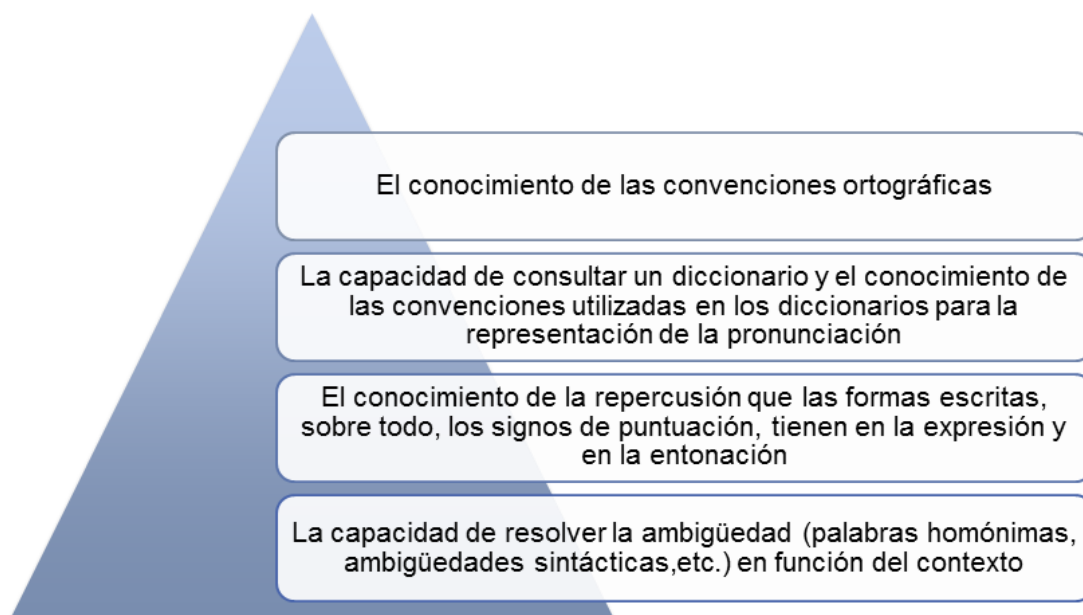 El conocimiento de las convenciones ortográficas
La capacidad de consultar un diccionario y el conocimiento de
las convenciones utilizadas en los diccionarios para la
representación de la pronunciación
El conocimiento de la repercusión que las formas escritas,
sobre todo, los signos de puntuación, tienen en la expresión y
en la entonación
La capacidad de resolver la ambigüedad (palabras homónimas,
ambigüedades sintácticas,etc.) en función del contexto